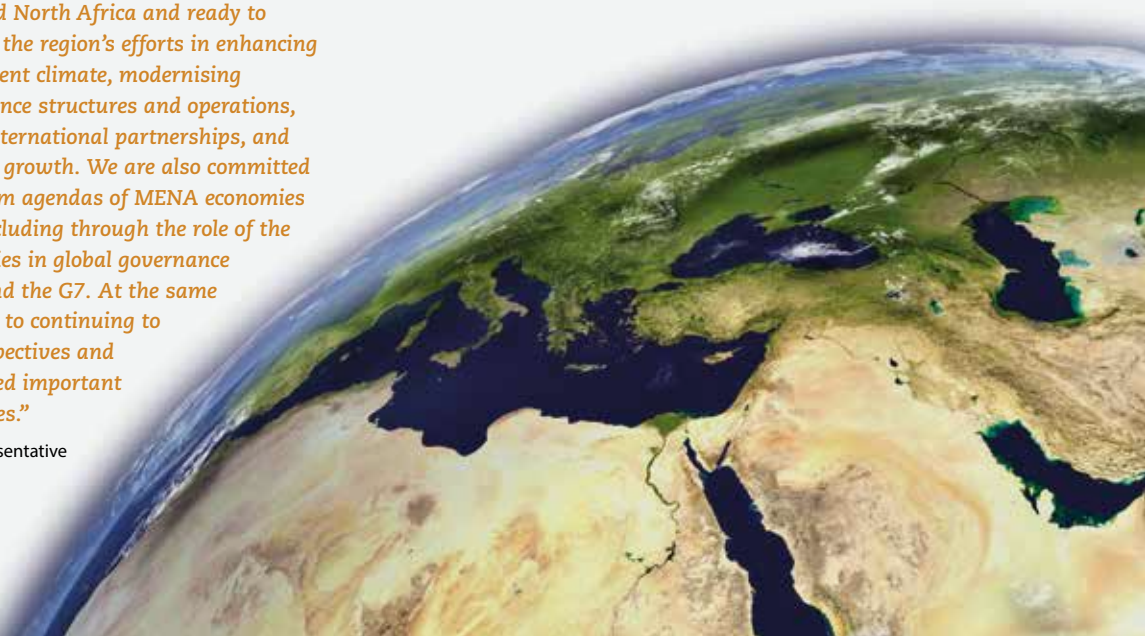 d North Africa and ready to
the region’s efforts in enhancing
ent climate, modernising
nce structures and operations,
ternational partnerships, and
growth. We are also committed
m agendas of MENA economies
cluding through the role of the
es in global governance
nd the G7. At the same
to continuing to
pectives and
ed important
es.”
sentative